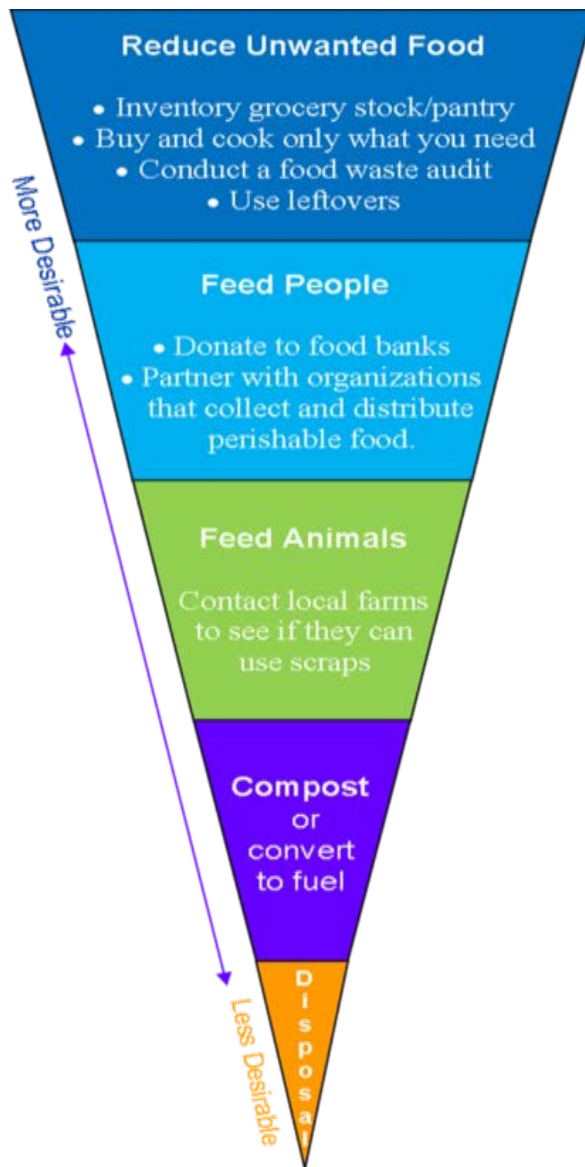 Reduce Unwanted Food
• Inventory grocery stock/pantry
• Buy and cook only what you need
• Conduct a food waste audit
• Use leftovers
More Desirable
Feed People
• Donate to food banks
• Partner with organizations
that collect and distribute
perishable food.
Feed Animals
Contact local farms
to see if they can
use scraps
Compost
or
convert
to fuel
Less Desirable
Disposal